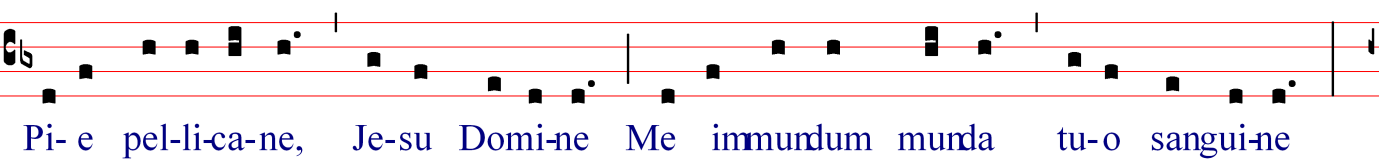 Pi- e pel-li-ca-ne, Je-su Domi-ne Me immundum munda tu-o sangui-ne